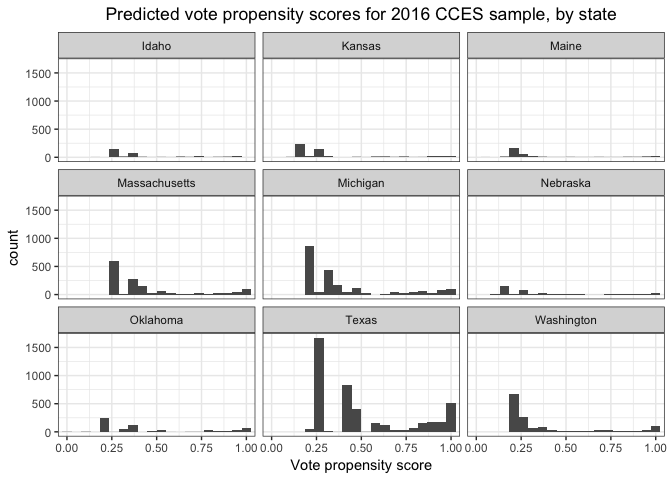 Predicted vote propensity scores for 2016 CCES sample, by state
Idaho Kansas Maine
1500
1000
500
0
Massachusetts Michigan Nebraska
1500
1000
500
0
count
Oklahoma Texas Washington
1500
1000
500
0
0.00 0.25 0.50 0.75 1.00 0.00 0.25 0.50 0.75 1.00 0.00 0.25 0.50 0.75 1.00
Vote propensity score